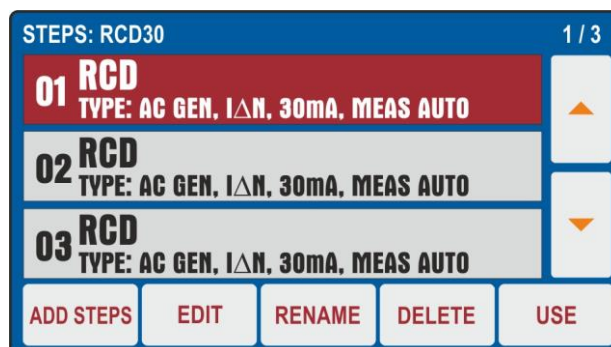 STEPS: RCD30 1 / 3
01 RCD
TYPE: AC GEN, I△N, 30mA, MEAS AUTO
02 RCD
TYPE: AC GEN, I△N, 30mA, MEAS AUTO
03 RCD
TYPE: AC GEN, I△N, 30mA, MEAS AUTO
ADD STEPS EDIT RENAME DELETE USE